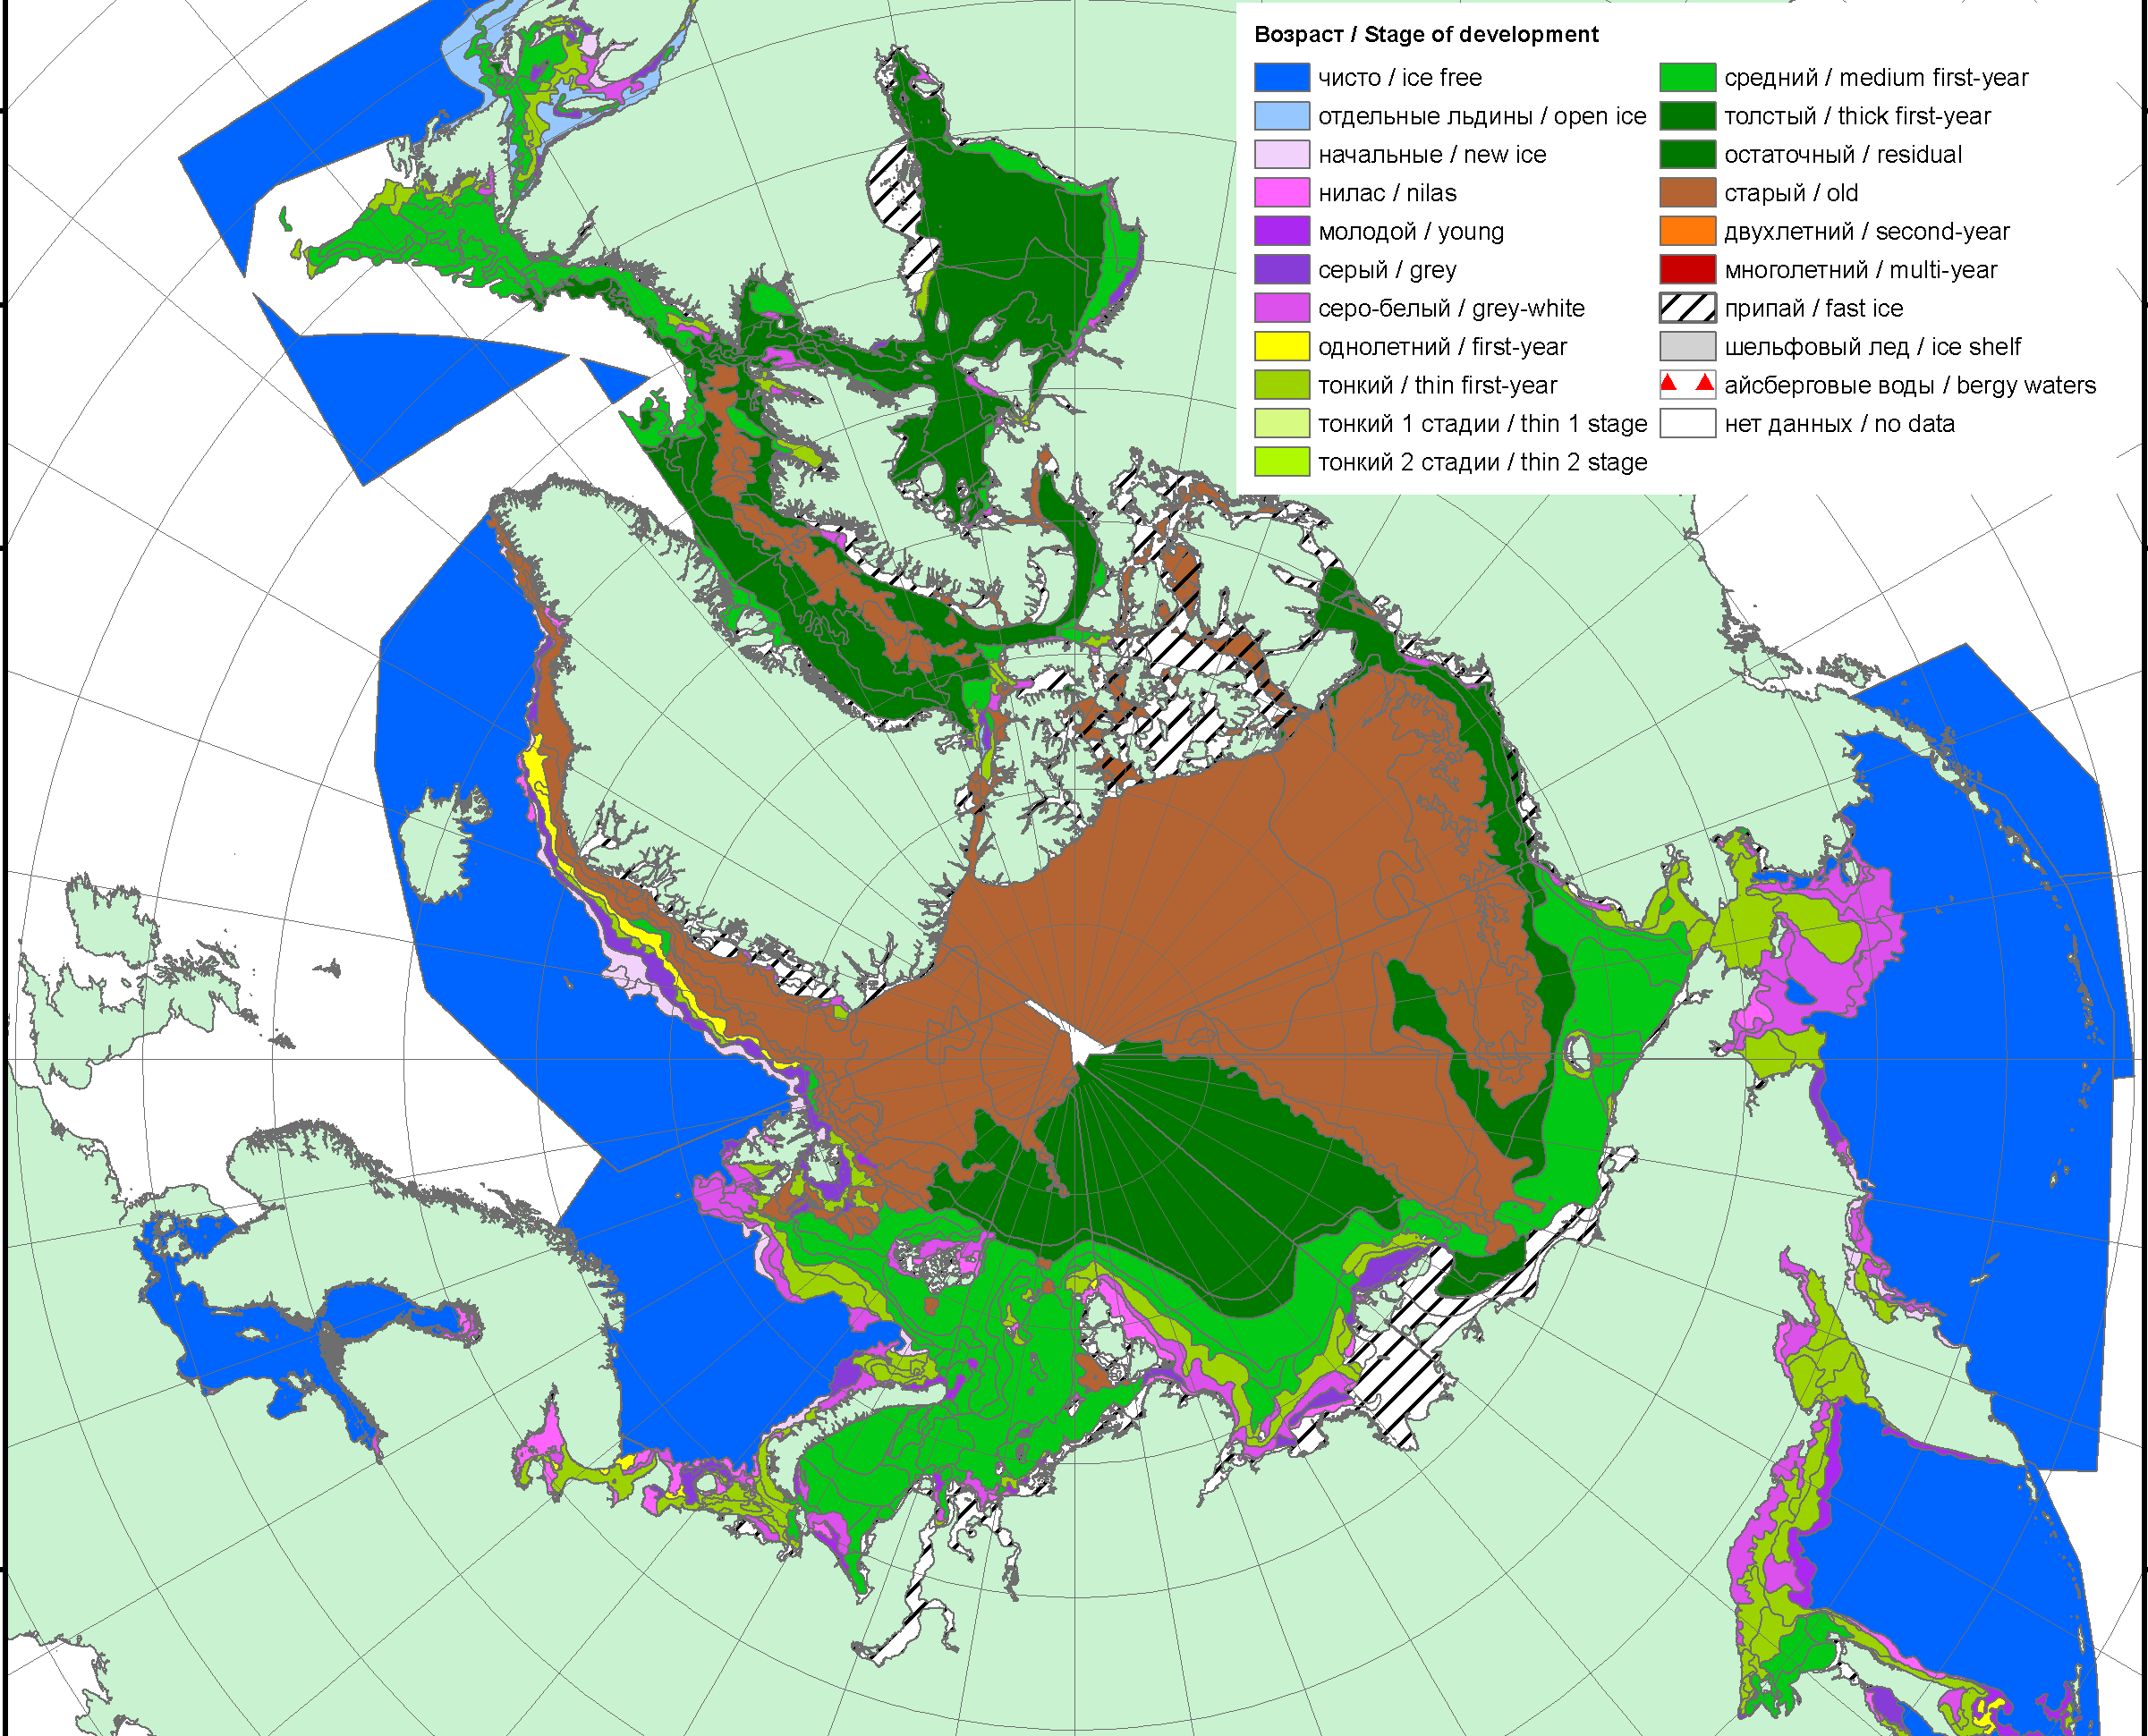 Возраст / Stage of development
чисто / ice free
отдельные льдины / open ice
начальные / new ice
нилас / nilas
молодой / young
серый / grey
серо-белый / grey-white
однолетний / first-year
тонкий / thin first-year
тонкий 1 стадии / thin 1 stage
тонкий 2 стадии / thin 2 stage
средний / medium first-year
толстый / thick first-year
остаточный / residual
старый / old
двухлетний / second-year
многолетний / multi-year
припай / fast ice
шельфовый лед / ice shelf
айсберговые воды / bergy waters
нет данных / no data